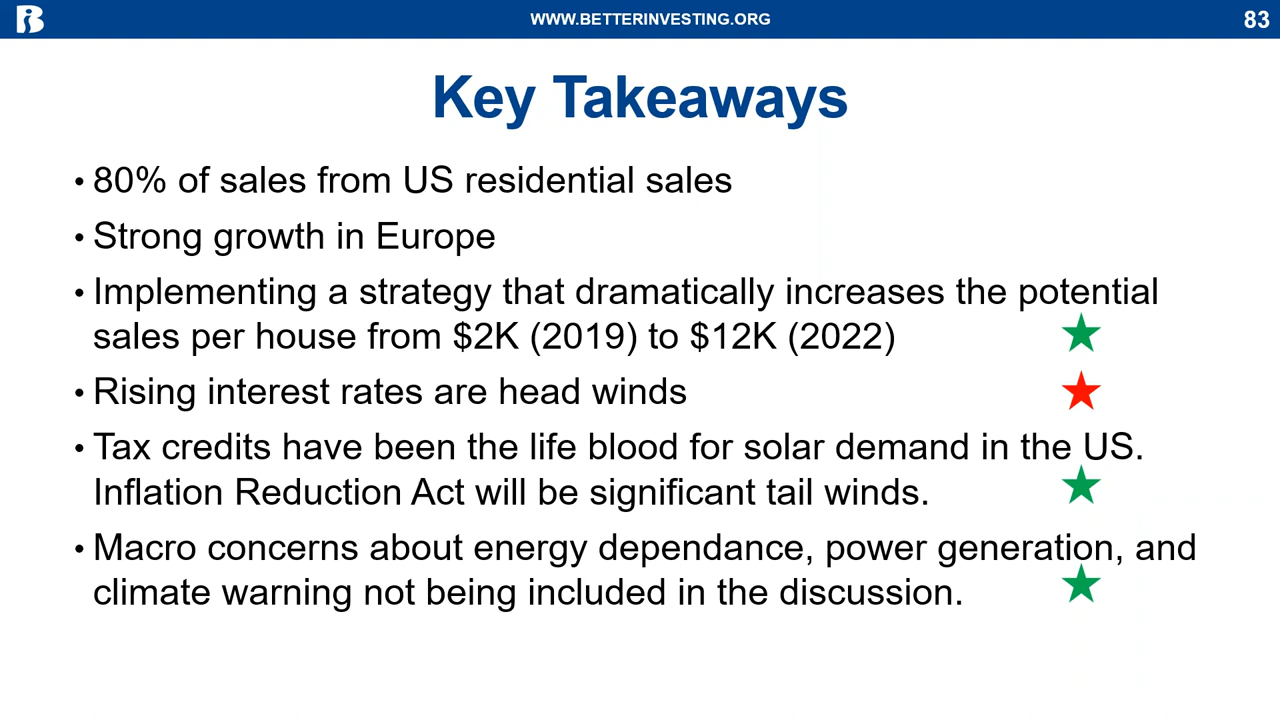 WWW.BETTERINVESTING.ORG
83
Key Takeaways
• 80% of sales from US residential sales
• Strong growth in Europe
• Implementing a strategy that dramatically increases the potential
sales per house from $2K (2019) to $12K (2022)
• Rising interest rates are head winds
• Tax credits have been the life blood for solar demand in the US.
Inflation Reduction Act will be significant tail winds.
• Macro concerns about energy dependance, power generation, and
climate warning not being included in the discussion.